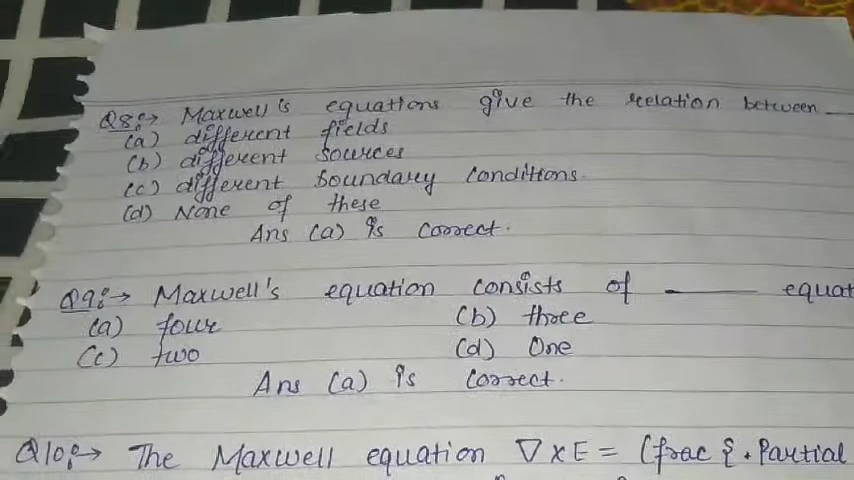 Q8:→ Maxwell's equations give the relation between __
(a) different fields
(b) different sources
(c) different boundary conditions.
(d) None of these
Ans (a) is correct.
Q9:→ Maxwell's equation consists of ____ equat
(a) four (b) three
(c) two (d) One
Ans (a) is correct.
Q10:→ The Maxwell equation ∇×E = (frac{.Partial